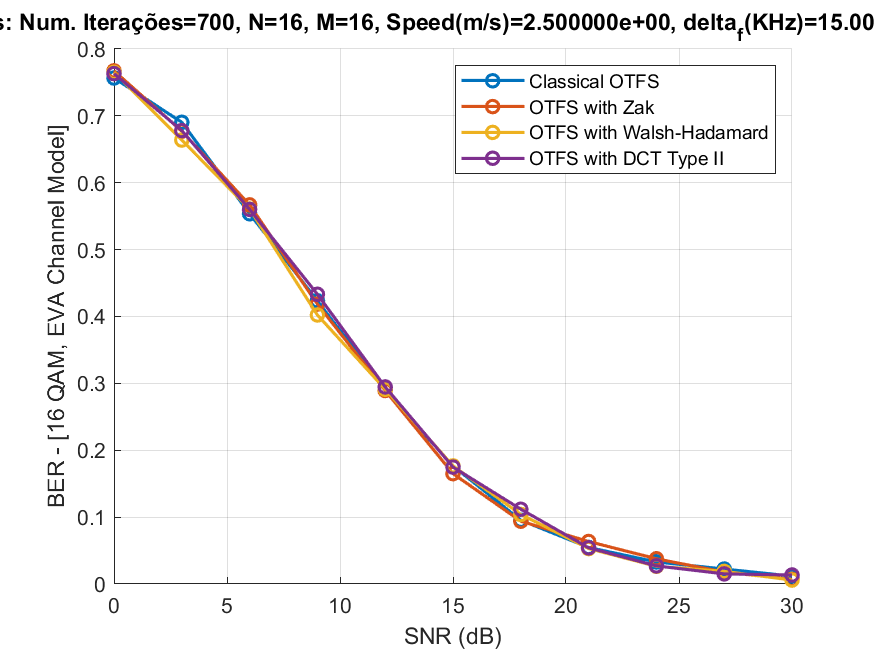 s: Num. Iterações=700, N=16, M=16, Speed(m/s)=2.500000e+00, delta_f(KHz)=15.00
0.8
0.7
0.6
0.5
0.4
0.3
0.2
0.1
0
BER - [16 QAM, EVA Channel Model]
Classical OTFS
OTFS with Zak
OTFS with Walsh-Hadamard
OTFS with DCT Type II
0 5 10 15 20 25 30
SNR (dB)